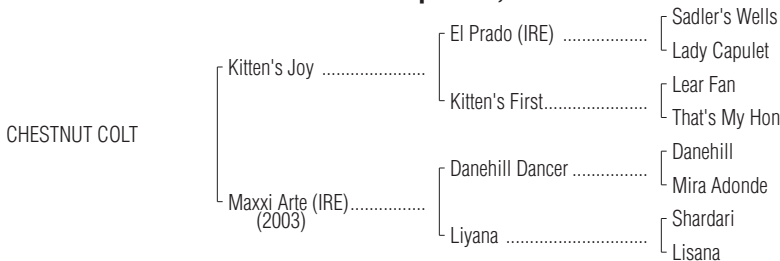 Sadler's Wells
El Prado (IRE) ..................
Lady Capulet
Kitten's Joy ......................
Lear Fan
Kitten's First......................
That's My Hon
CHESTNUT COLT
Danehill
Danehill Dancer ................
Mira Adonde
Maxxi Arte (IRE)................
(2003)
Shardari
Liyana ..............................
Lisana